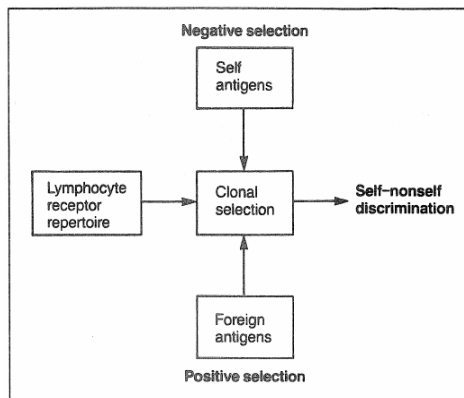 Negative selection
Self
antigens
Lymphocyte
receptor
repertoire
Clonal
selection
Self–nonself
discrimination
Foreign
antigens
Positive selection